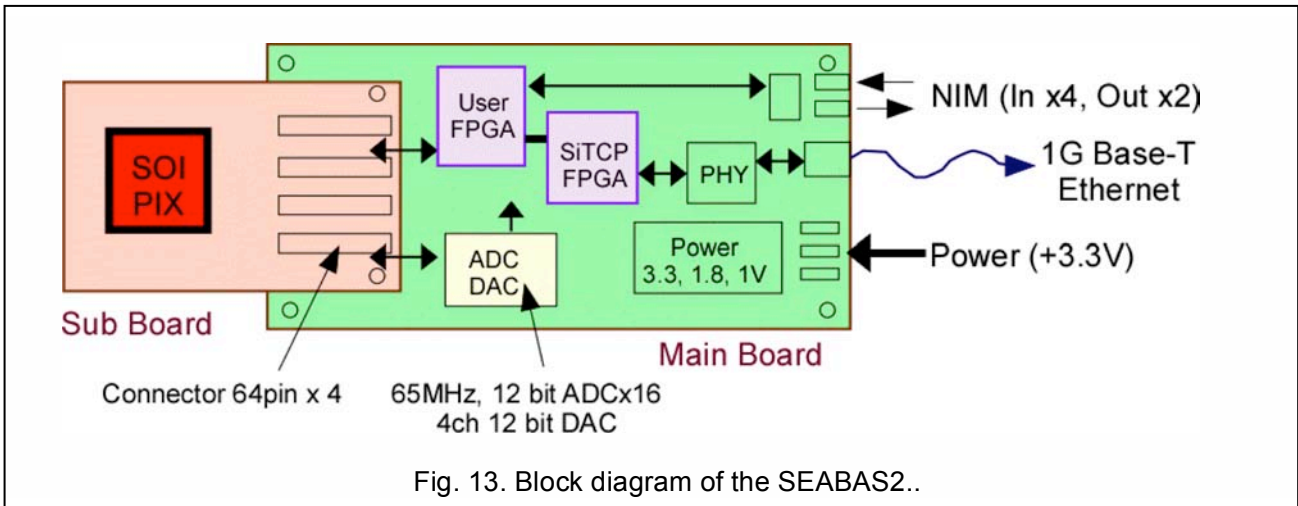 SOI
PIX
User
FPGA
SiTCP
FPGA
PHY
ADC
DAC
Power
3.3, 1.8, 1V
NIM (In x4, Out x2)
1G Base-T
Ethernet
Power (+3.3V)
Sub Board
Main Board
Connector 64pin x 4
65MHz, 12 bit ADCx16
4ch 12 bit DAC
Fig. 13. Block diagram of the SEABAS2..